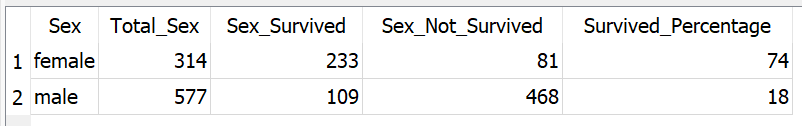 Sex Total_Sex Sex_Survived Sex_Not_Survived Survived_Percentage
1 female 314 233 81 74
2 male 577 109 468 18